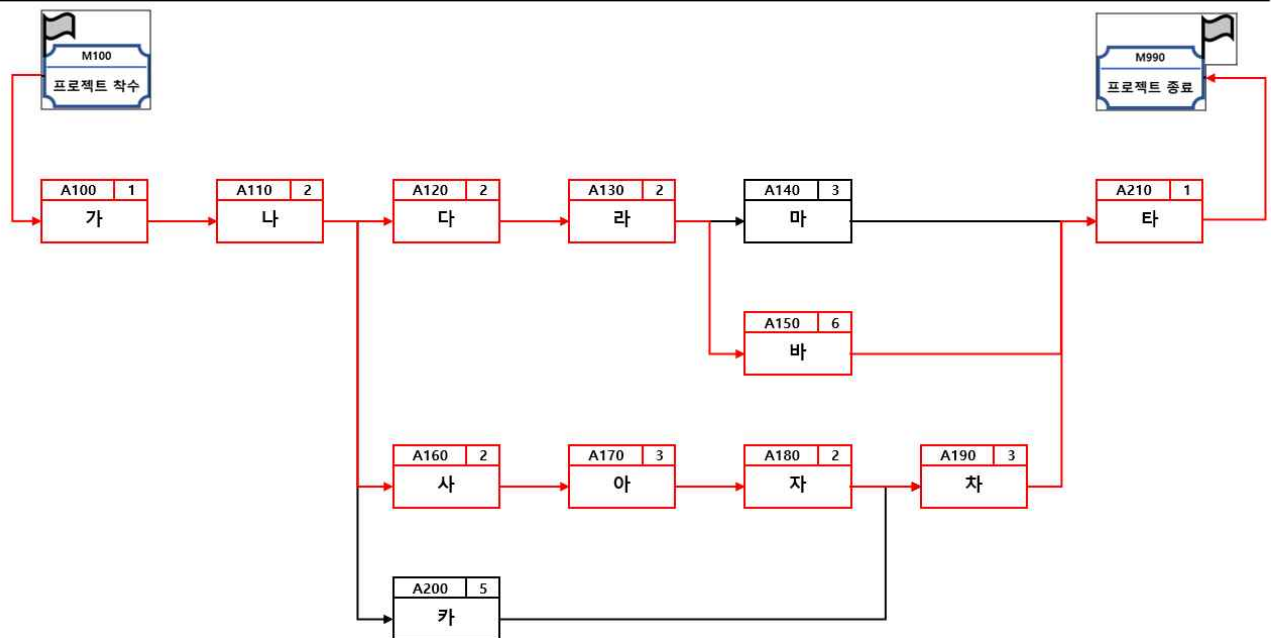 M100
프로젝트 착수
M990
프로젝트 종료
A100 1
가
A110 2
나
A120 2
다
A130 2
라
A140 3
마
A210 1
타
A150 6
바
A160 2
사
A170 3
아
A180 2
자
A190 3
차
A200 5
카